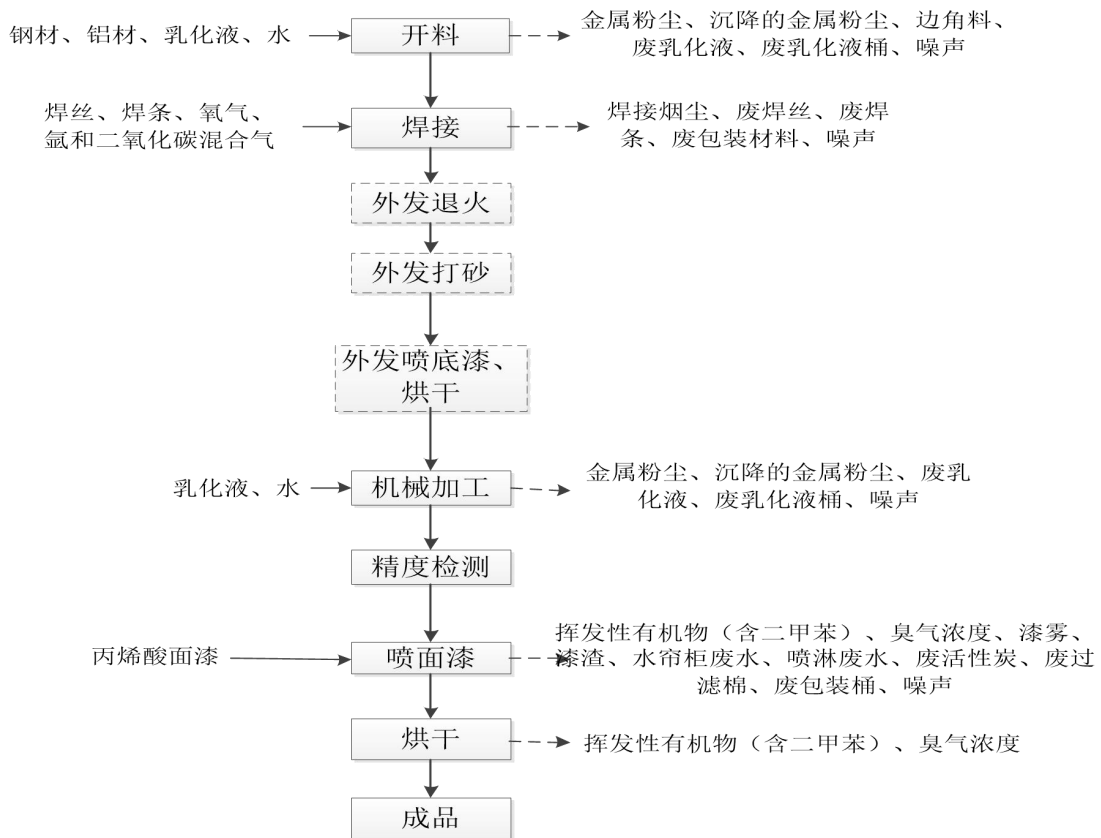 钢材、铝材、乳化液、水
开料
金属粉尘、沉降的金属粉尘、边角料、
废乳化液、废乳化液桶、噪声
焊丝、焊条、氧气、
氩和二氧化碳混合气
焊接
焊接烟尘、废焊丝、废焊
条、废包装材料、噪声
外发退火
外发打砂
外发喷底漆、
烘干
乳化液、水
机械加工
金属粉尘、沉降的金属粉尘、废乳
化液、废乳化液桶、噪声
精度检测
丙烯酸面漆
喷面漆
挥发性有机物（含二甲苯）、臭气浓度、漆雾、
漆渣、水帘柜废水、喷淋废水、废活性炭、废过
滤棉、废包装桶、噪声
烘干
挥发性有机物（含二甲苯）、臭气浓度
成品